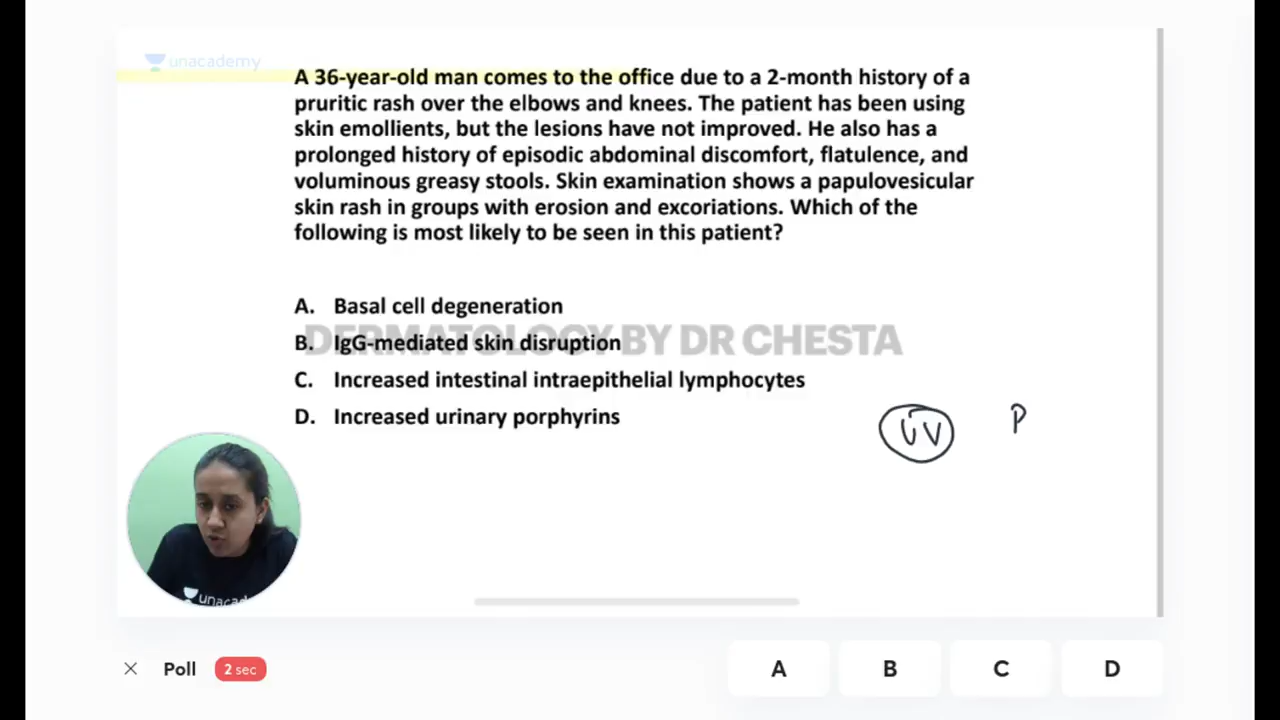 unacademy
A 36-year-old man comes to the office due to a 2-month history of a
pruritic rash over the elbows and knees. The patient has been using
skin emollients, but the lesions have not improved. He also has a
prolonged history of episodic abdominal discomfort, flatulence, and
voluminous greasy stools. Skin examination shows a papulovesicular
skin rash in groups with erosion and excoriations. Which of the
following is most likely to be seen in this patient?
A. Basal cell degeneration
DERMATOLOGY BY DR CHESTA
B. IgG-mediated skin disruption
C. Increased intestinal intraepithelial lymphocytes
D. Increased urinary porphyrins
UV P
unacad
× Poll 2 sec A B C D